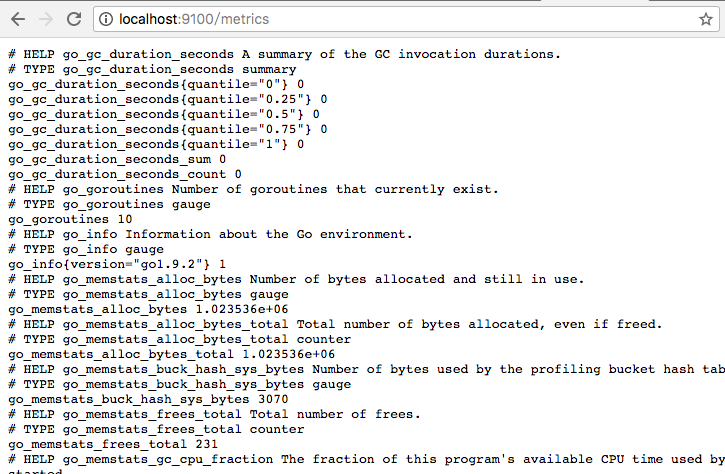 localhost:9100/metrics
# HELP go_gc_duration_seconds A summary of the GC invocation durations.
# TYPE go_gc_duration_seconds summary
go_gc_duration_seconds{quantile="0"} 0
go_gc_duration_seconds{quantile="0.25"} 0
go_gc_duration_seconds{quantile="0.5"} 0
go_gc_duration_seconds{quantile="0.75"} 0
go_gc_duration_seconds{quantile="1"} 0
go_gc_duration_seconds_sum 0
go_gc_duration_seconds_count 0
# HELP go_goroutines Number of goroutines that currently exist.
# TYPE go_goroutines gauge
go_goroutines 10
# HELP go_info Information about the Go environment.
# TYPE go_info gauge
go_info{version="go1.9.2"} 1
# HELP go_memstats_alloc_bytes Number of bytes allocated and still in use.
# TYPE go_memstats_alloc_bytes gauge
go_memstats_alloc_bytes 1.023536e+06
# HELP go_memstats_alloc_bytes_total Total number of bytes allocated, even if freed.
# TYPE go_memstats_alloc_bytes_total counter
go_memstats_alloc_bytes_total 1.023536e+06
# HELP go_memstats_buck_hash_sys_bytes Number of bytes used by the profiling bucket hash tab
# TYPE go_memstats_buck_hash_sys_bytes gauge
go_memstats_buck_hash_sys_bytes 3070
# HELP go_memstats_frees_total Total number of frees.
# TYPE go_memstats_frees_total counter
go_memstats_frees_total 231
# HELP go_memstats_gc_cpu_fraction The fraction of this program's available CPU time used by
started